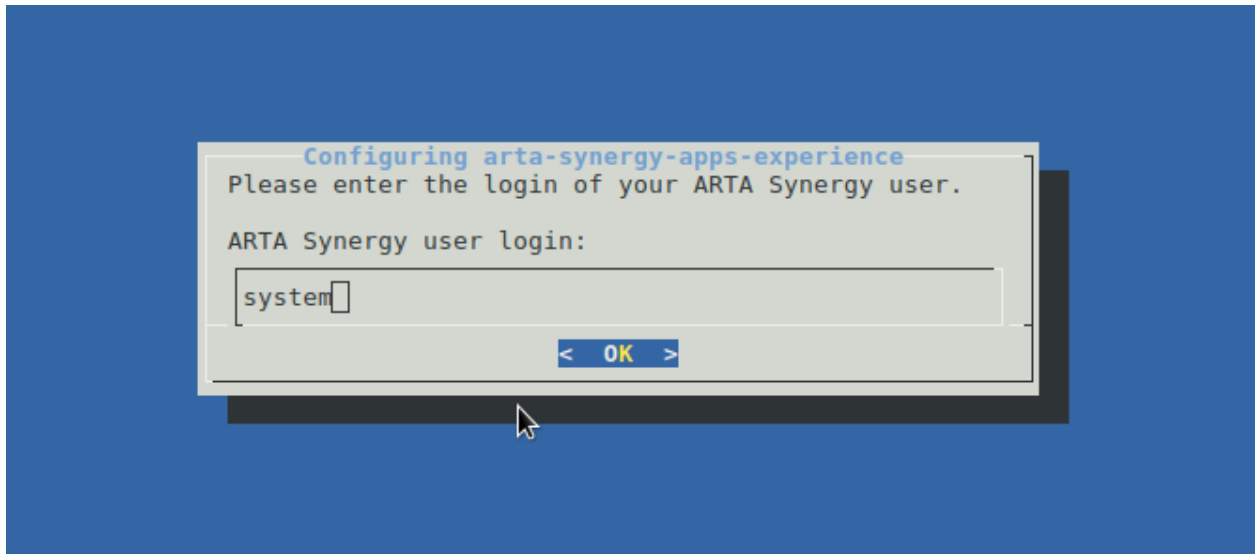 Configuring arta-synergy-apps-experience
Please enter the login of your ARTA Synergy user.
ARTA Synergy user login:
system
< OK >